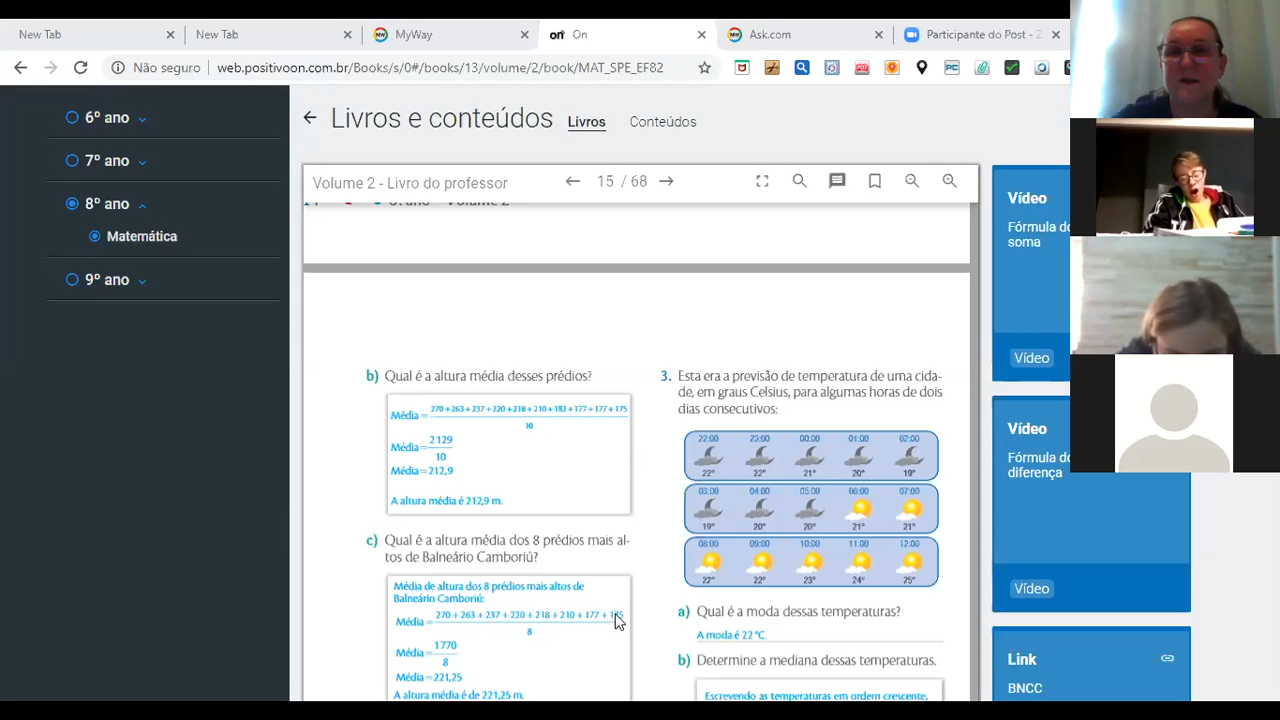 New Tab
New Tab
MyWay
On
Ask.com
Participante do Post - Z
Não seguro
web.positivoon.com.br/Books/s/0#/books/13/volume/2/book/MAT_SPE_EF82
6º ano
7º ano
8º ano
Matemática
9º ano
Livros e conteúdos
Livros
Conteúdos
Volume 2 - Livro do professor
15 / 68
b) Qual é a altura média desses prédios?
Média = 270 + 263 + 237 + 220 + 218 + 210 + 182 + 177 + 177 + 175
10
Média = 2 129
10
Média = 212,9
A altura média é 212,9 m.
c) Qual é a altura média dos 8 prédios mais al-
tos de Balneário Camboriú?
Média de altura dos 8 prédios mais altos de
Balneário Camboriú:
Média = 270 + 263 + 237 + 220 + 218 + 210 + 177 + 175
8
Média = 1 770
8
Média = 221,25
A altura média é de 221,25 m.
3. Esta era a previsão de temperatura de uma cida-
de, em graus Celsius, para algumas horas de dois
dias consecutivos:
22:00 23:00 00:00 01:00 02:00
22° 22° 21° 20° 19°
03:00 04:00 05:00 06:00 07:00
19° 20° 20° 21° 21°
08:00 09:00 10:00 11:00 12:00
22° 22° 23° 24° 25°
a) Qual é a moda dessas temperaturas?
A moda é 22 °C.
b) Determine a mediana dessas temperaturas.
Escrevendo as temperaturas em ordem crescente,
Vídeo
Fórmula do
soma
Vídeo
Vídeo
Fórmula do
diferença
Vídeo
Link
BNCC